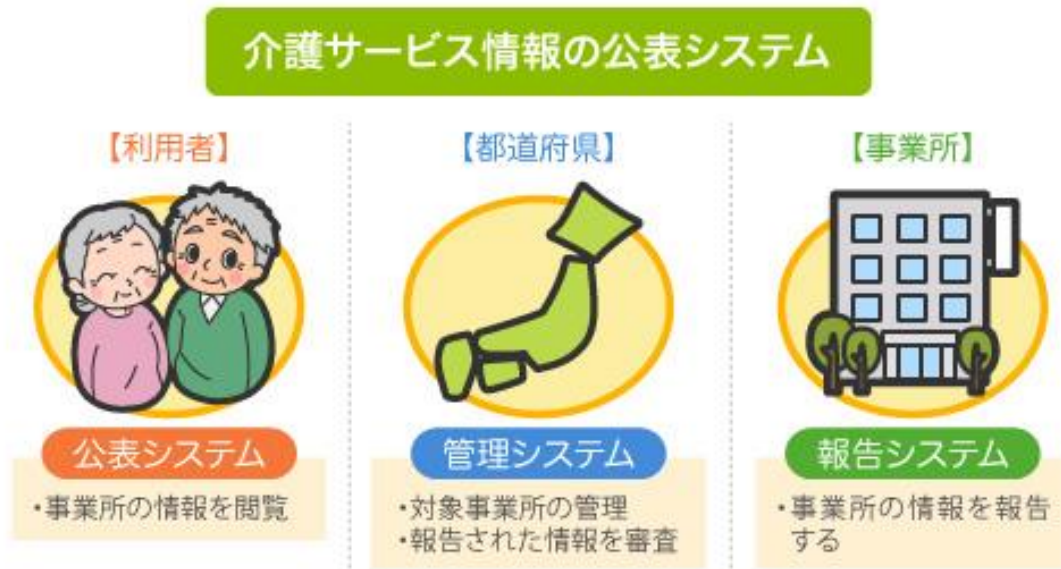 介護サービス情報の公表システム
【利用者】
【都道府県】
【事業所】
公表システム
・事業所の情報を閲覧
管理システム
・対象事業所の管理
・報告された情報を審査
報告システム
・事業所の情報を報告
する